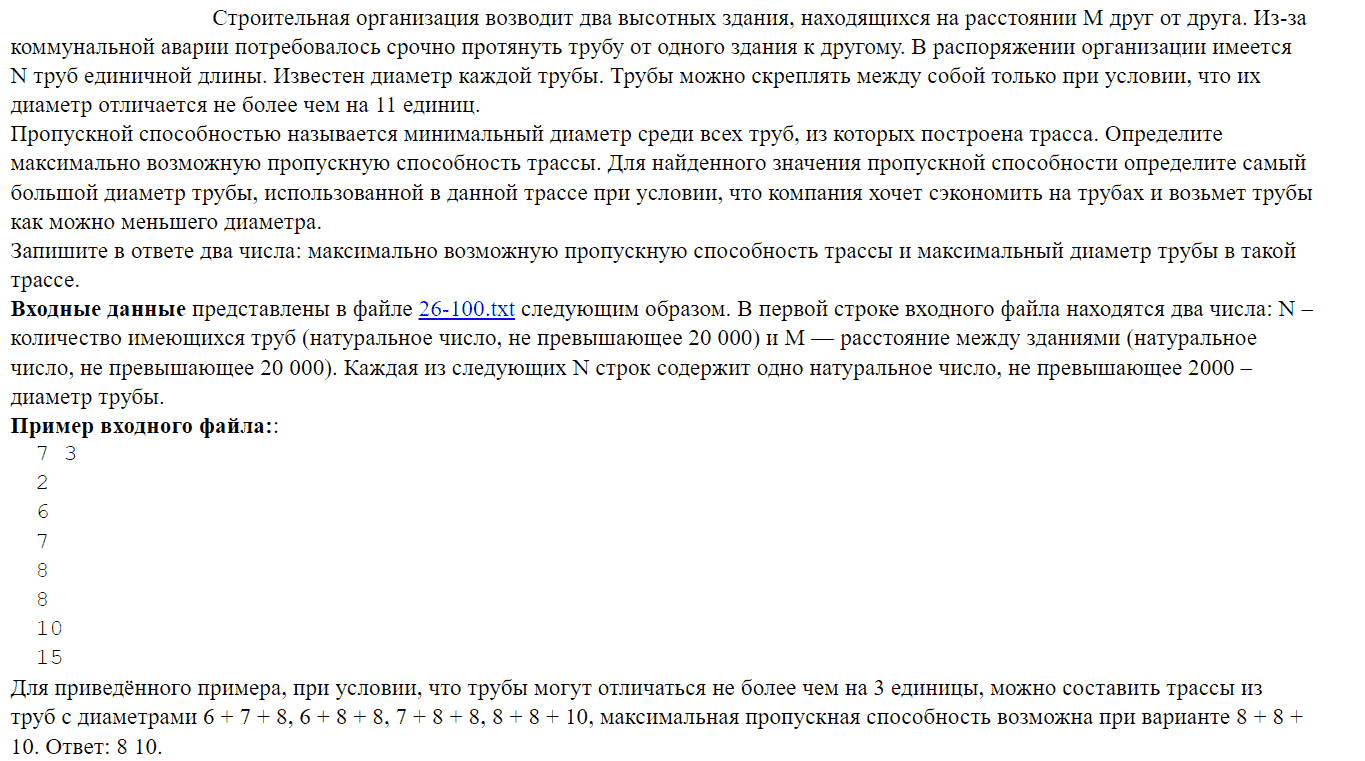 Строительная организация возводит два высотных здания, находящихся на расстоянии M друг от друга. Из-за
коммунальной аварии потребовалось срочно протянуть трубу от одного здания к другому. В распоряжении организации имеется
N труб единичной длины. Известен диаметр каждой трубы. Трубы можно скреплять между собой только при условии, что их
диаметр отличается не более чем на 11 единиц.
Пропускной способностью называется минимальный диаметр среди всех труб, из которых построена трасса. Определите
максимально возможную пропускную способность трассы. Для найденного значения пропускной способности определите самый
большой диаметр трубы, использованной в данной трассе при условии, что компания хочет сэкономить на трубах и возьмет трубы
как можно меньшего диаметра.
Запишите в ответе два числа: максимально возможную пропускную способность трассы и максимальный диаметр трубы в такой
трассе.
Входные данные представлены в файле 26-100.txt следующим образом. В первой строке входного файла находятся два числа: N –
количество имеющихся труб (натуральное число, не превышающее 20 000) и M — расстояние между зданиями (натуральное
число, не превышающее 20 000). Каждая из следующих N строк содержит одно натуральное число, не превышающее 2000 –
диаметр трубы.
Пример входного файла::
7 3
2
6
7
8
8
10
15
Для приведённого примера, при условии, что трубы могут отличаться не более чем на 3 единицы, можно составить трассы из
труб с диаметрами 6 + 7 + 8, 6 + 8 + 8, 7 + 8 + 8, 8 + 8 + 10, максимальная пропускная способность возможна при варианте 8 + 8 +
10. Ответ: 8 10.